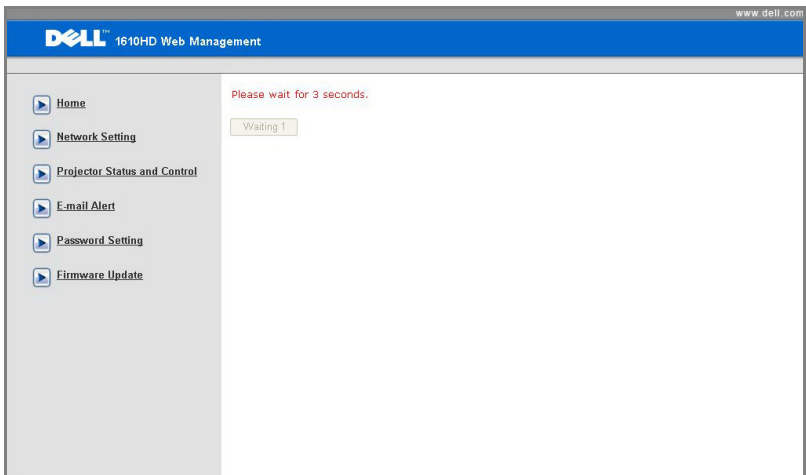 www.dell.com
DELL™ 1610HD Web Management
Home
Network Setting
Projector Status and Control
E-mail Alert
Password Setting
Firmware Update
Please wait for 3 seconds.
Waiting 1